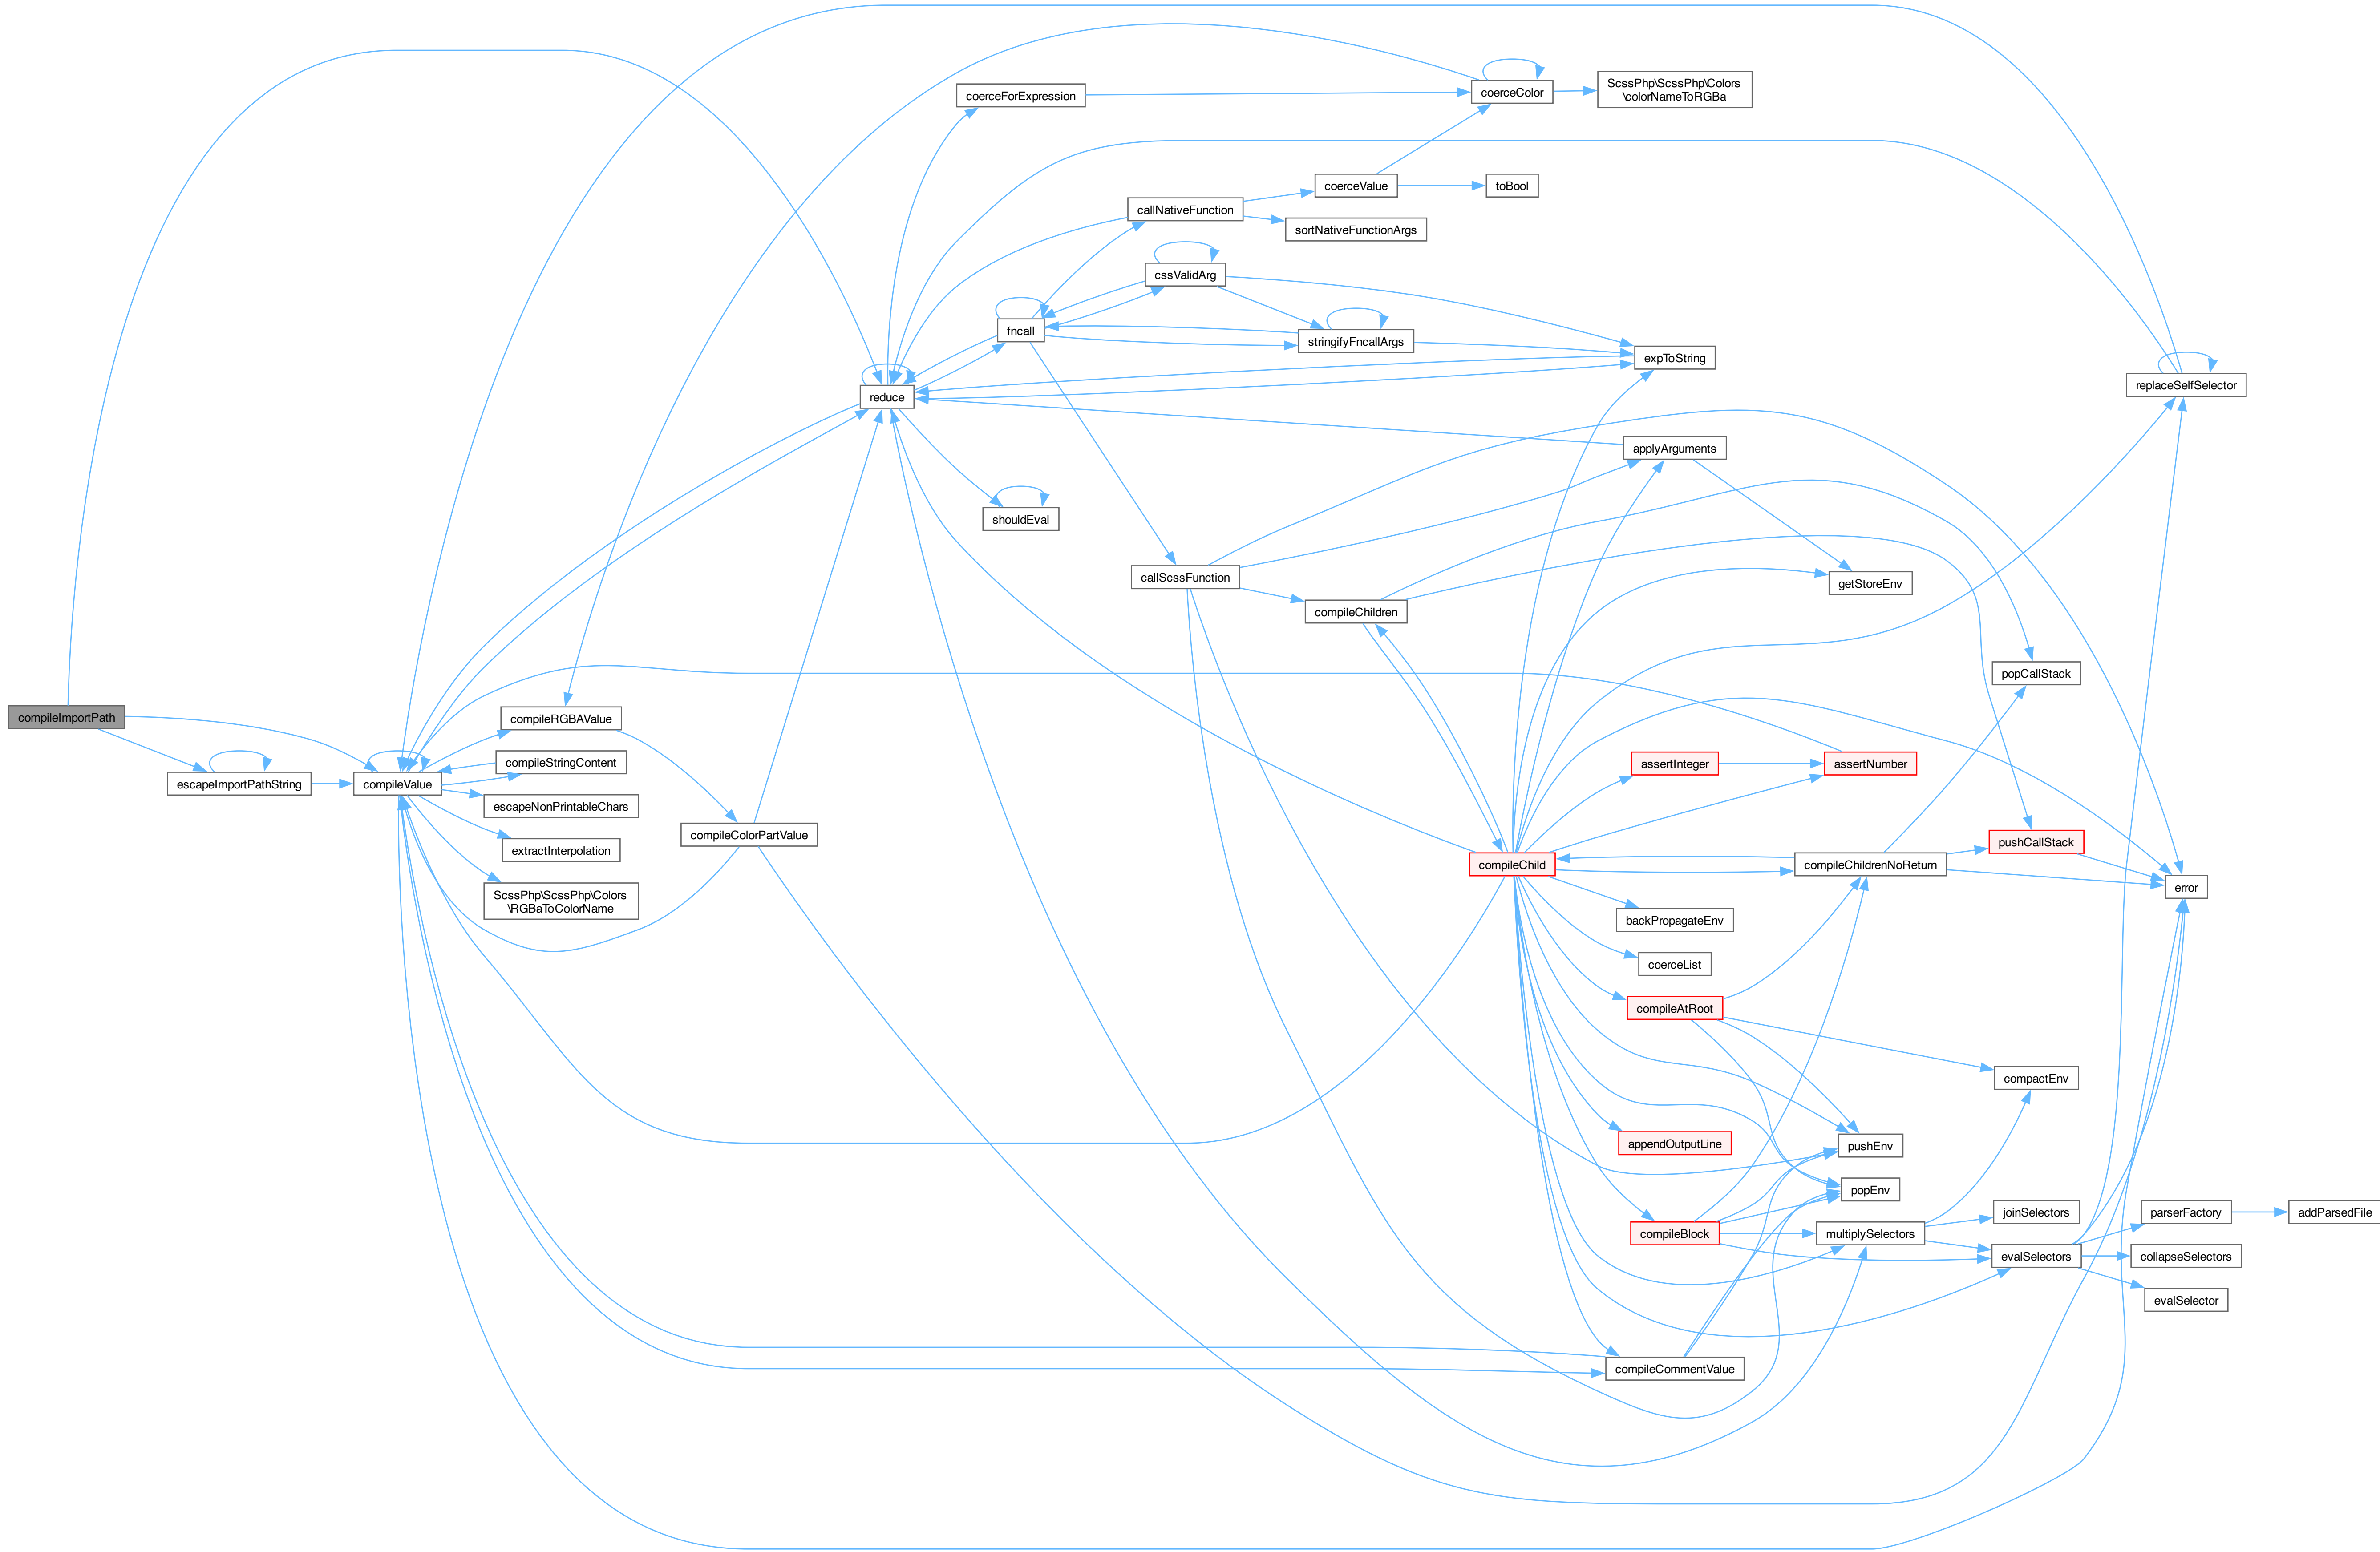 compileImportPath
escapeImportPathString
compileValue
compileRGBAValue
compileStringContent
escapeNonPrintableChars
extractInterpolation
ScssPhp\ScssPhp\Colors
\RGBaToColorName
compileColorPartValue
reduce
shouldEval
coerceForExpression
fncall
callNativeFunction
cssValidArg
stringifyFncallArgs
callScssFunction
compileChildren
coerceValue
sortNativeFunctionArgs
coerceColor
ScssPhp\ScssPhp\Colors
\colorNameToRGBa
toBool
expToString
applyArguments
getStoreEnv
compileChild
assertInteger
assertNumber
compileChildrenNoReturn
backPropagateEnv
coerceList
compileAtRoot
appendOutputLine
compileBlock
compileCommentValue
pushEnv
popEnv
multiplySelectors
popCallStack
pushCallStack
compactEnv
joinSelectors
evalSelectors
replaceSelfSelector
error
parserFactory
collapseSelectors
evalSelector
addParsedFile